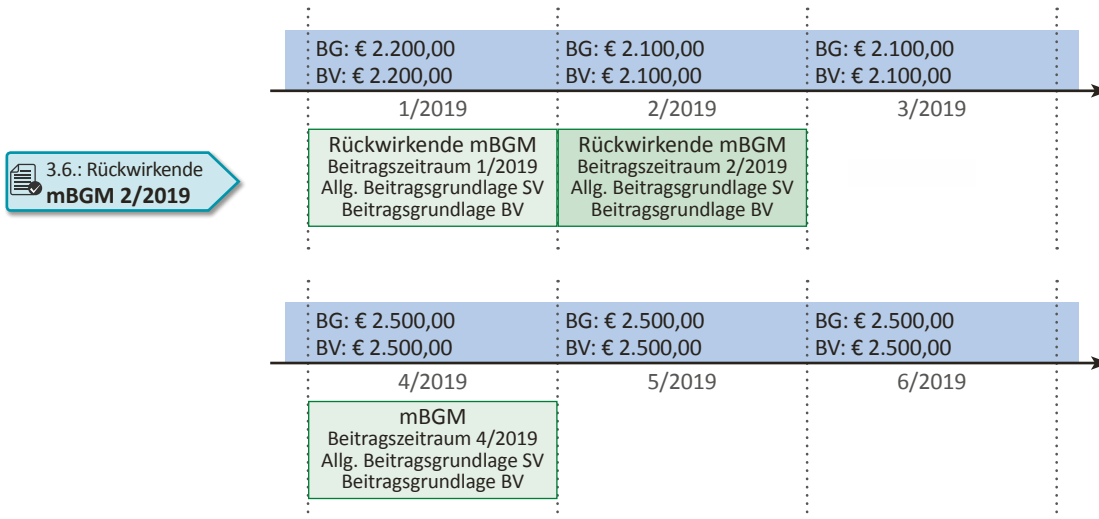 BG: € 2.200,00
BV: € 2.200,00
BG: € 2.100,00
BV: € 2.100,00
BG: € 2.100,00
BV: € 2.100,00
1/2019
2/2019
3/2019
3.6.: Rückwirkende
mBGM 2/2019
Rückwirkende mBGM
Beitragszeitraum 1/2019
Allg. Beitragsgrundlage SV
Beitragsgrundlage BV
Rückwirkende mBGM
Beitragszeitraum 2/2019
Allg. Beitragsgrundlage SV
Beitragsgrundlage BV
BG: € 2.500,00
BV: € 2.500,00
BG: € 2.500,00
BV: € 2.500,00
BG: € 2.500,00
BV: € 2.500,00
4/2019
5/2019
6/2019
mBGM
Beitragszeitraum 4/2019
Allg. Beitragsgrundlage SV
Beitragsgrundlage BV